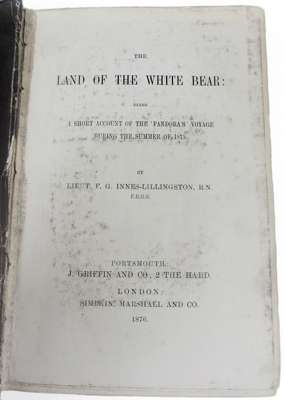 THE
LAND OF THE WHITE BEAR:
BEING
A SHORT ACCOUNT OF THE 'PANDORA'S' VOYAGE
DURING THE SUMMER OF 1875.
BY
LIEUT. F. G. INNES-LILLINGSTON, R.N.
F.R.G.S.
PORTSMOUTH:
J. GRIFFIN AND CO., 2 THE HARD.
LONDON:
SIMPKIN, MARSHALL AND CO.
1876.